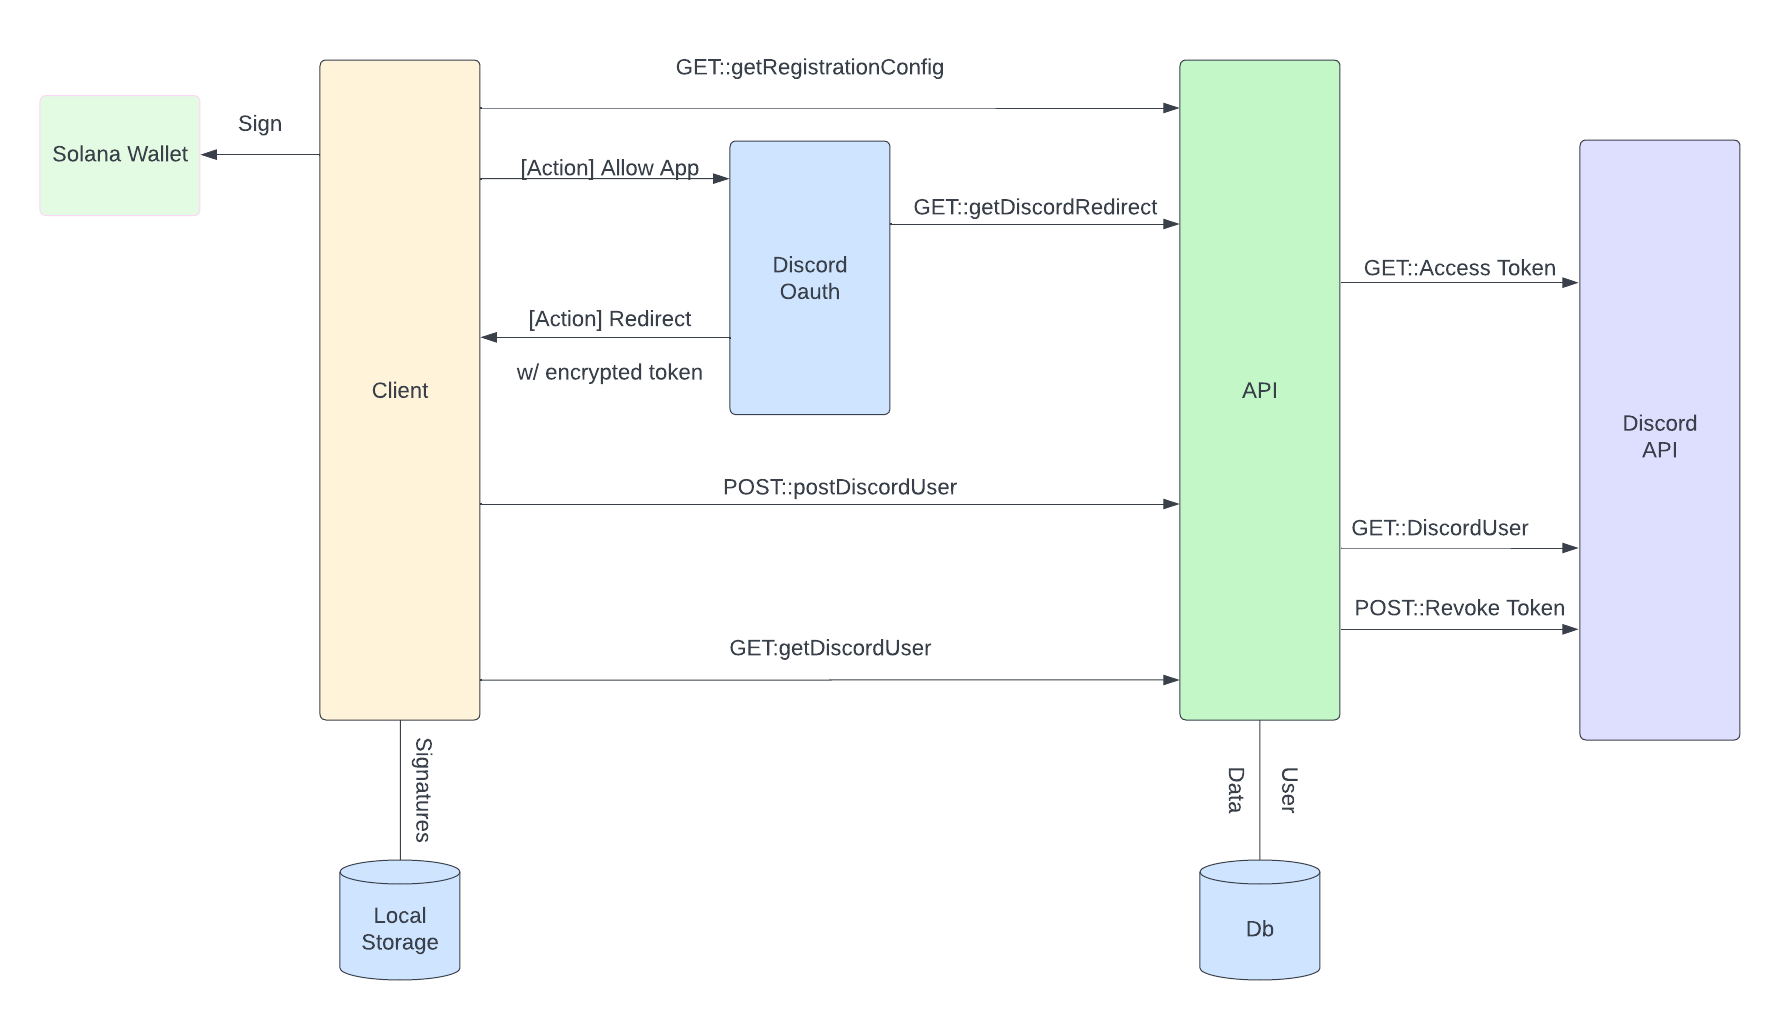 GET::getRegistrationConfig
Sign
Solana Wallet
[Action] Allow App
GET::getDiscordRedirect
Discord
Oauth
GET::Access Token
[Action] Redirect
w/ encrypted token
Client
API
Discord
API
POST::postDiscordUser
GET::DiscordUser
POST::Revoke Token
GET:getDiscordUser
Signatures
User
Data
Local
Storage
Db